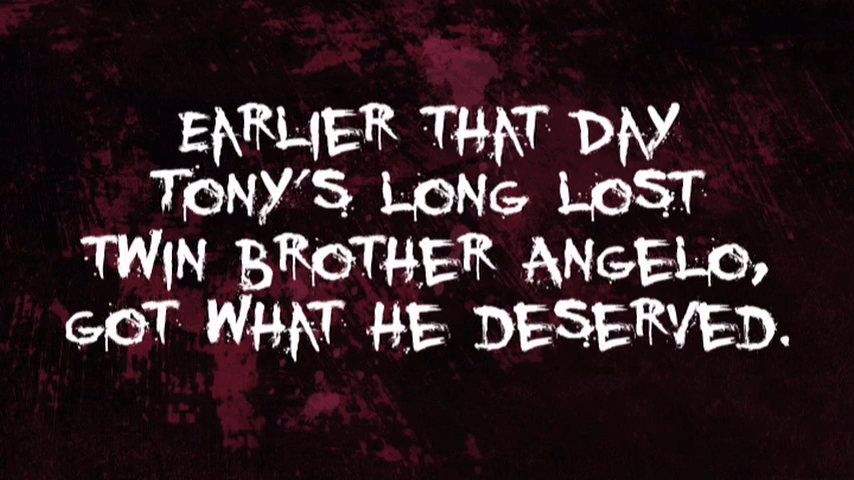 EARLIER THAT DAY
TONY'S LONG LOST
TWIN BROTHER ANGELO,
GOT WHAT HE DESERVED.